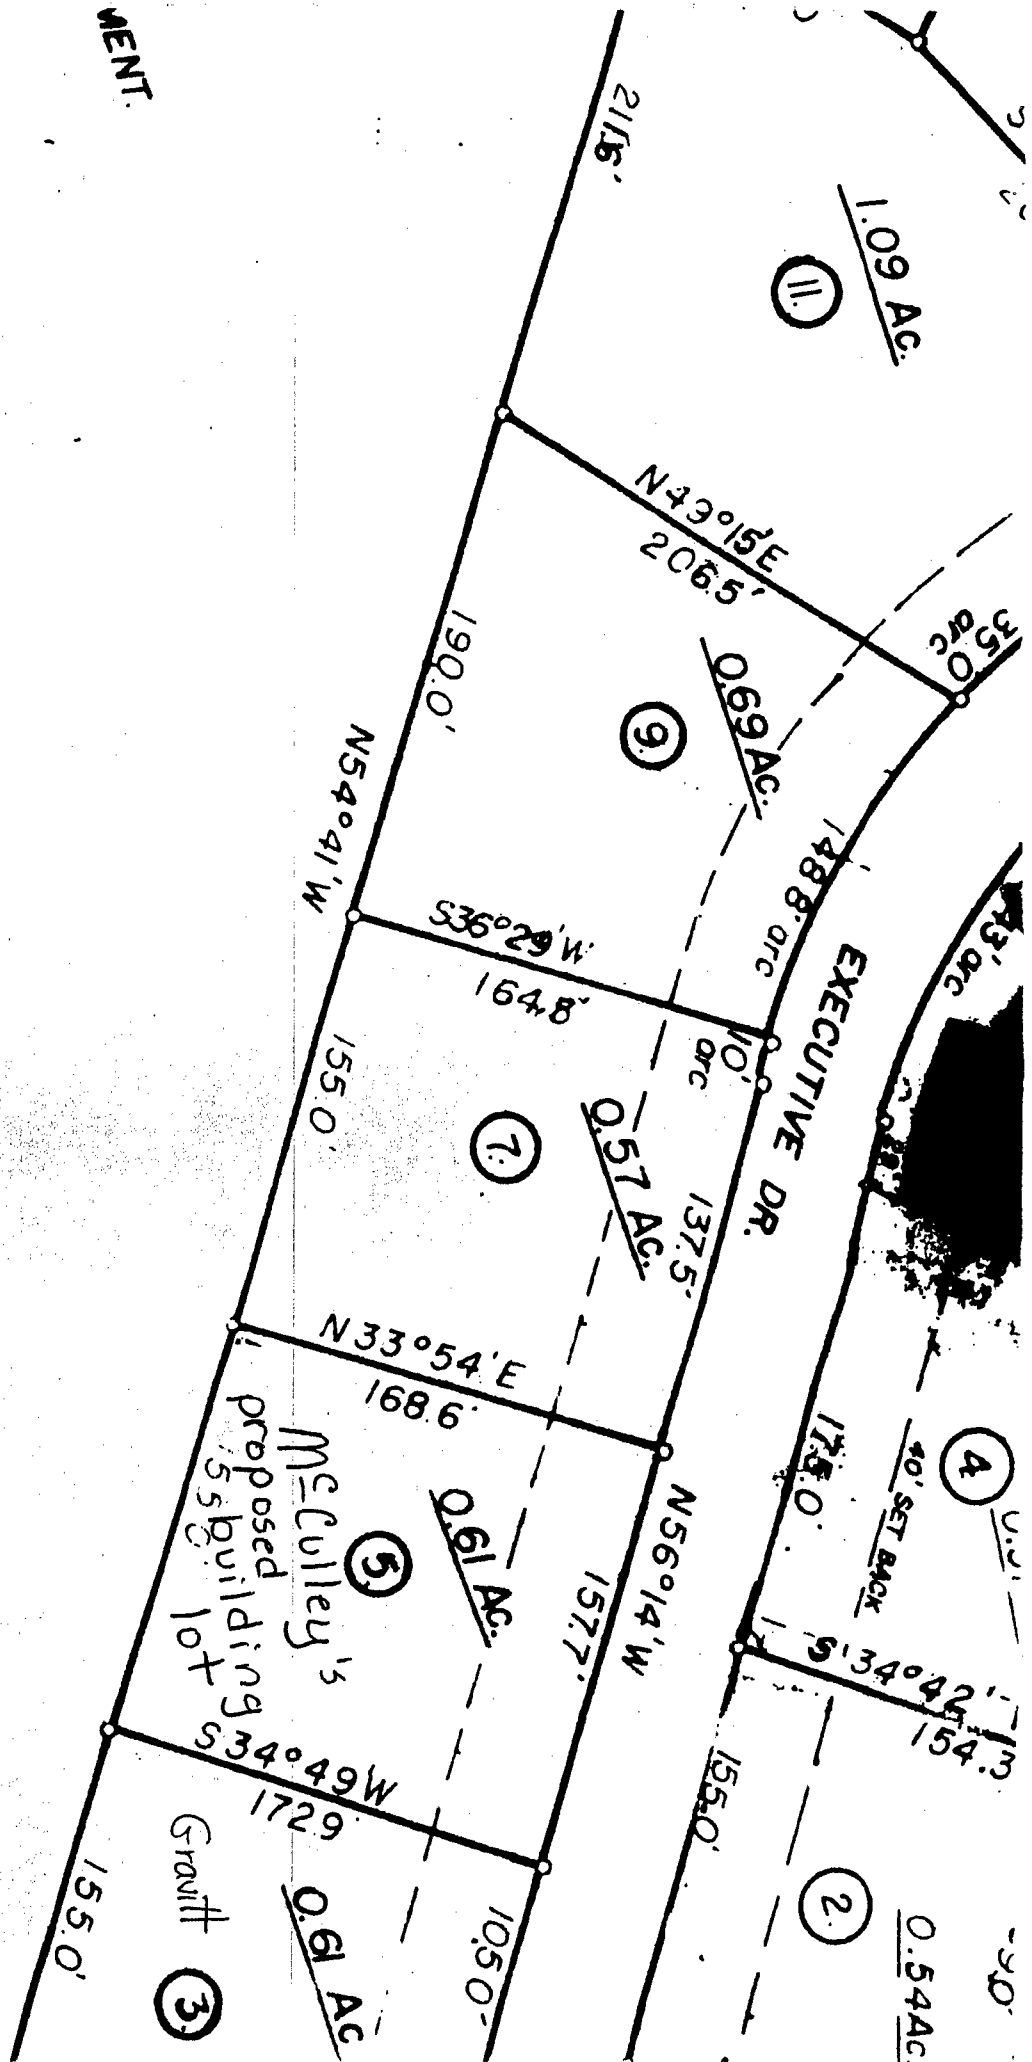 MENT.
211.5'
1.09 Ac.
11.
N43°15'E
206.5'
35.0'
arc
190.0'
N54°41'W
0.69 Ac.
9.
148.8' arc
EXECUTIVE DR.
S36°29'W
164.8'
10'
arc
155.0'
7.
0.57 Ac.
137.5'
N33°54'E
168.6'
McCulley's
proposed
building
lot
155.0'
5.
0.61 Ac.
N56°14'W
157.7'
175.0'
40' SET BACK
4
S34°42'
154.3
155.0'
2.
0.54 Ac.
S34°49'W
172.9'
Gravitt
3.
0.61 Ac
155.0'
105.0'